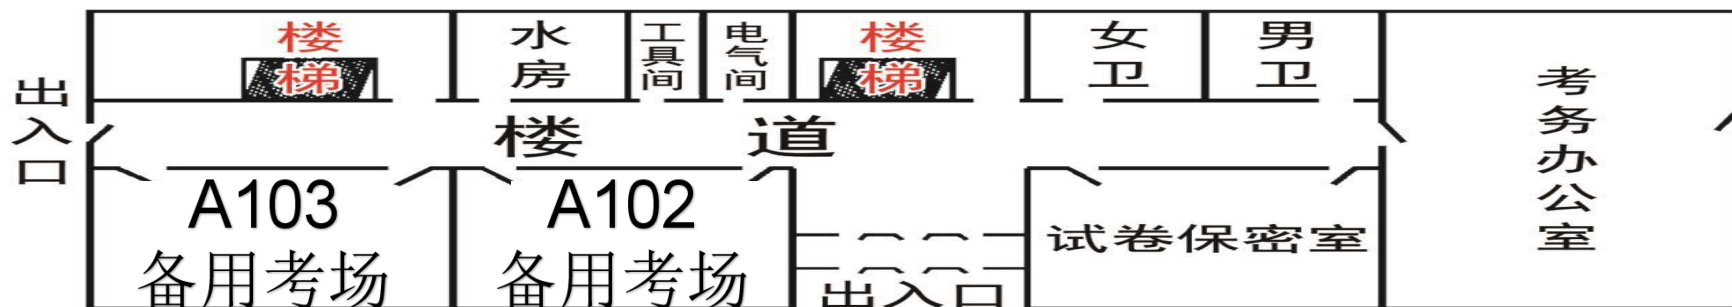 楼梯
水房
工具间
电气间
楼梯
女卫
男卫
考务办公室
出入口
楼道
A103
备用考场
A102
备用考场
试卷保密室
出入口